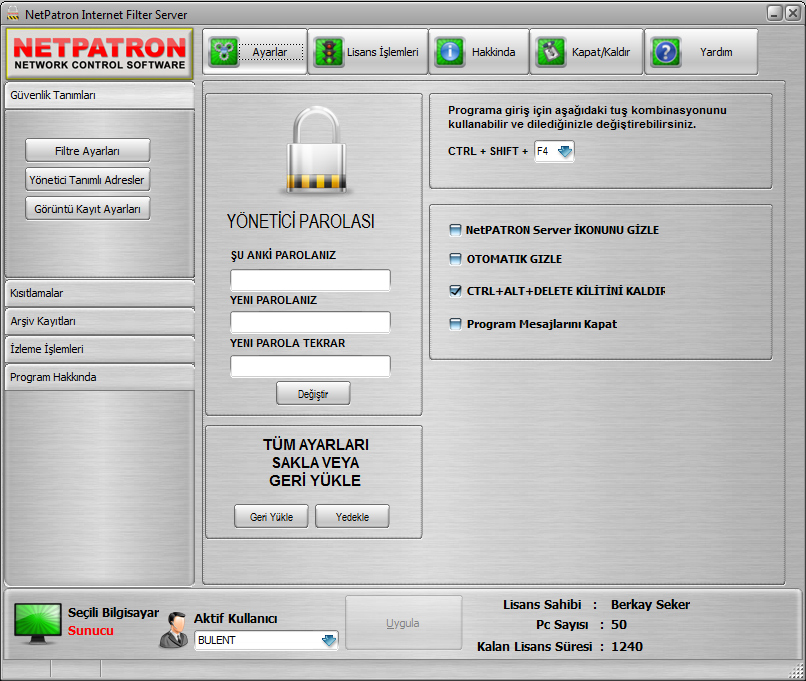 NetPatron Internet Filter Server
NETPATRON
NETWORK CONTROL SOFTWARE
Ayarlar
Lisans İşlemleri
Hakkında
Kapat/Kaldır
Yardım
Güvenlik Tanımları
Filtre Ayarları
Yönetici Tanımlı Adresler
Görüntü Kayıt Ayarları
Kısıtlamalar
Arşiv Kayıtları
İzleme İşlemleri
Program Hakkında
YÖNETİCİ PAROLASI
ŞU ANKİ PAROLANIZ
YENI PAROLANIZ
YENI PAROLA TEKRAR
Değiştir
TÜM AYARLARI
SAKLA VEYA
GERİ YÜKLE
Geri Yükle
Yedekle
Programa giriş için aşağıdaki tuş kombinasyonunu
kullanabilir ve dilediğinizle değiştirebilirsiniz.
CTRL + SHIFT + F4
NetPATRON Server İKONUNU GİZLE
OTOMATIK GIZLE
CTRL+ALT+DELETE KİLİTİNİ KALDIR
Program Mesajlarını Kapat
Seçili Bilgisayar
Sunucu
Aktif Kullanıcı
BULENT
Uygula
Lisans Sahibi : Berkay Seker
Pc Sayısı : 50
Kalan Lisans Süresi : 1240